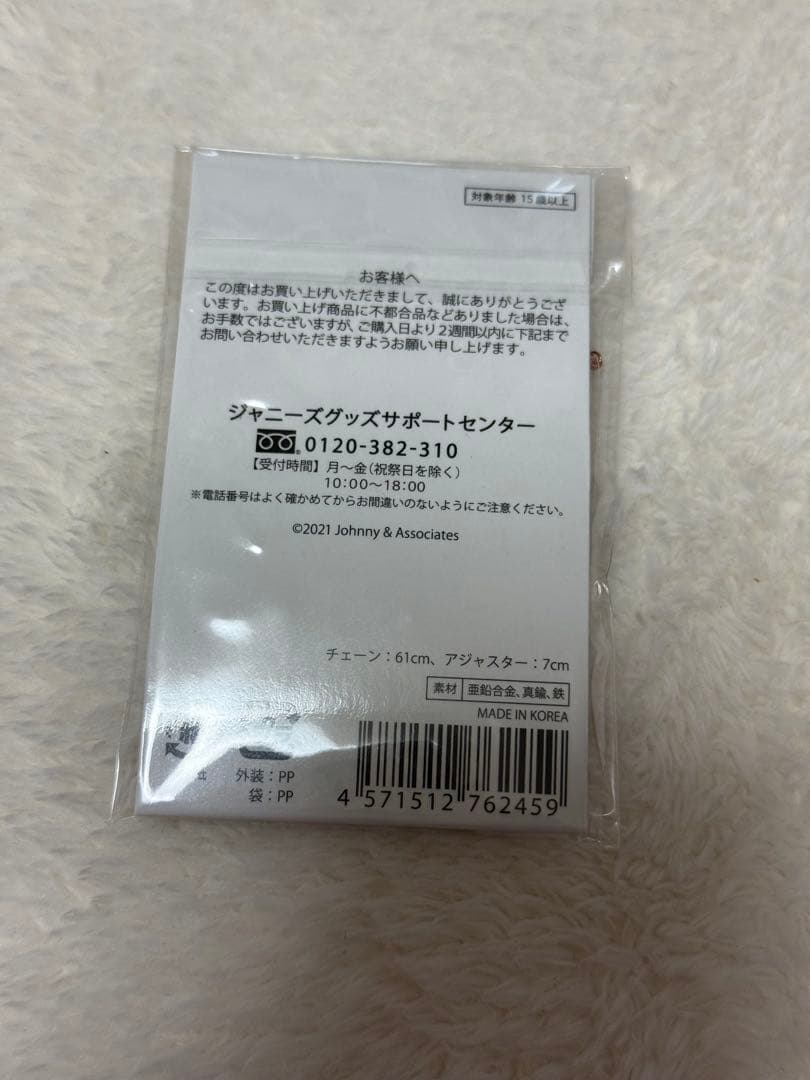 対象年齢 15歳以上
お客様へ
この度はお買い上げいただきまして、誠にありがとうござ
います。お買い上げ商品に不都合品などありました場合は、
お手数ではございますが、ご購入日より2週間以内に下記まで
お問い合わせいただきますようお願い申し上げます。
ジャニーズグッズサポートセンター
0120-382-310
【受付時間】月〜金(祝祭日を除く)
10:00〜18:00
※電話番号はよく確かめてからお間違いのないようにご注意ください。
©2021 Johnny & Associates
チェーン:61cm、アジャスター:7cm
素材 亜鉛合金、真鍮、鉄
MADE IN KOREA
外装:PP
袋:PP
4 571512 762459